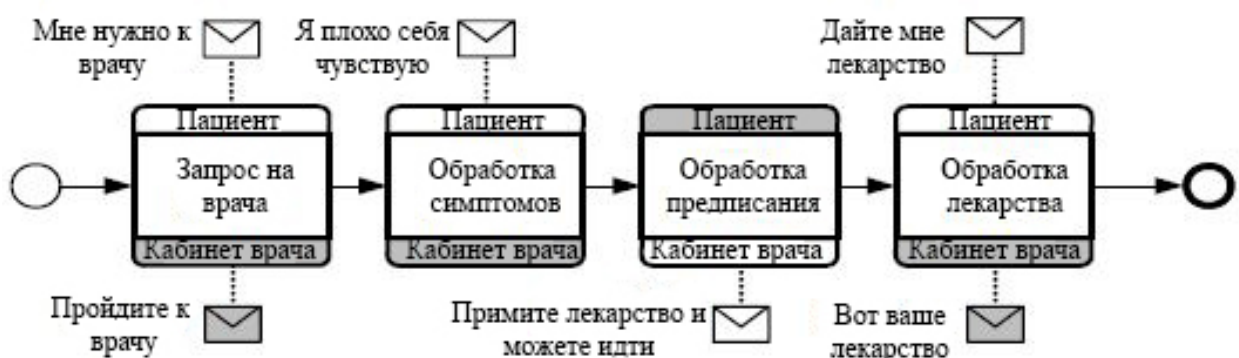 Мне нужно к
врачу
Я плохо себя
чувствую
Дайте мне
лекарство
Пациент
Запрос на
врача
Кабинет врача
Пациент
Обработка
симптомов
Кабинет врача
Пациент
Обработка
предписания
Кабинет врача
Пациент
Обработка
лекарства
Кабинет врача
Пройдите к
врачу
Примите лекарство и
можете идти
Вот ваше
лекарство